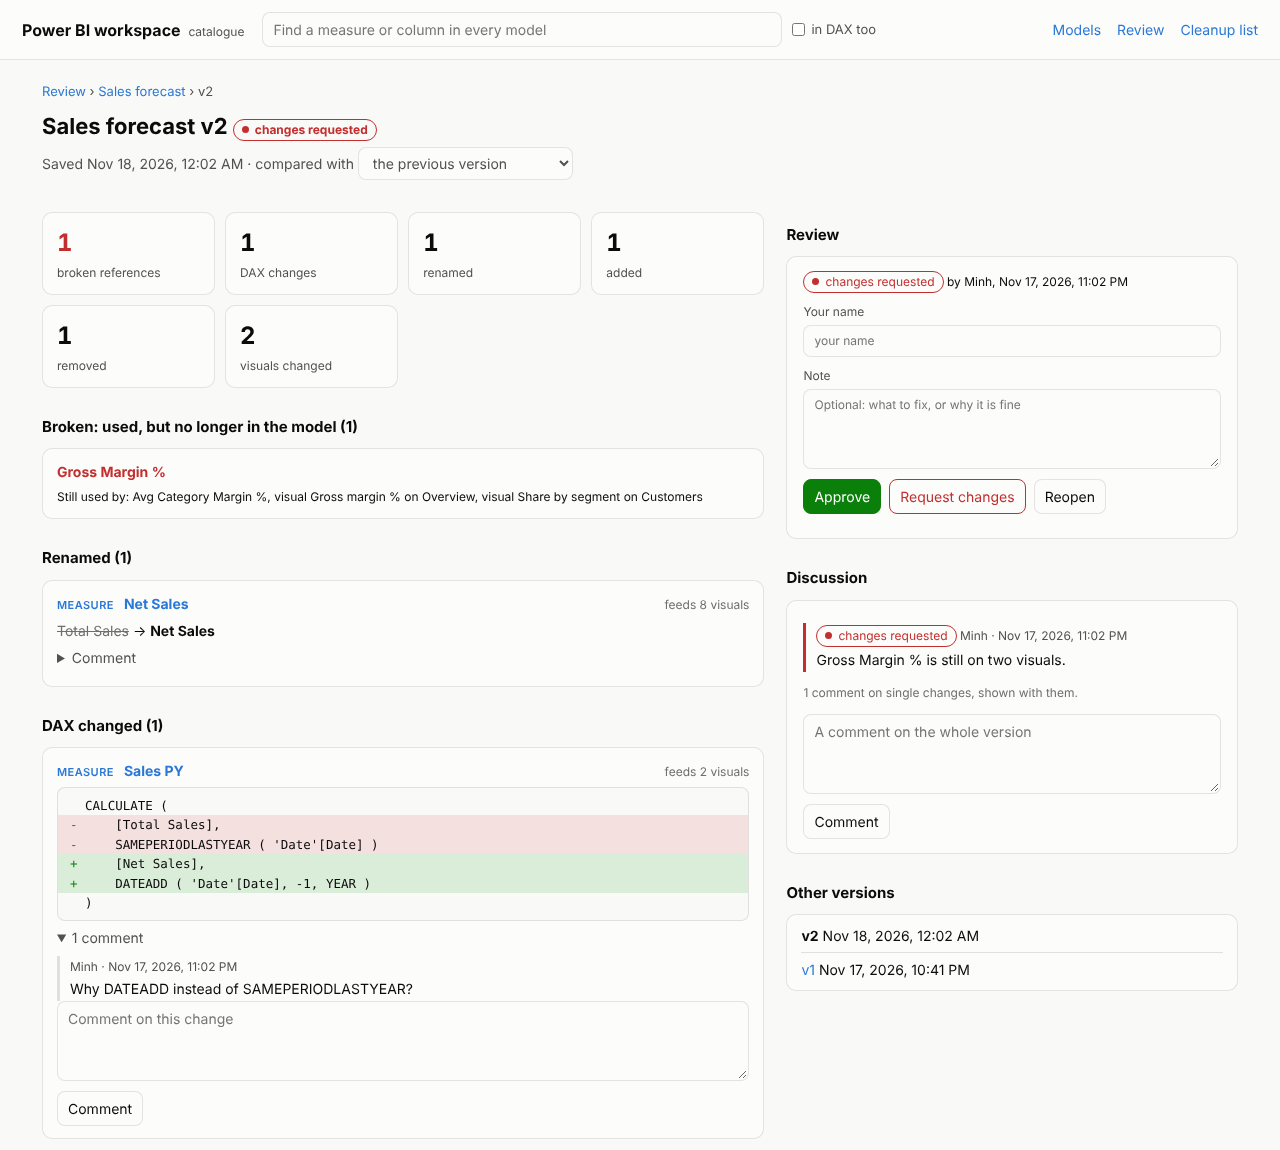 Power BI workspace catalogue
Find a measure or column in every model
in DAX too
Models Review Cleanup list
Review › Sales forecast › v2
Sales forecast v2 changes requested
Saved Nov 18, 2026, 12:02 AM · compared with the previous version
1
broken references
1
DAX changes
1
renamed
1
added
1
removed
2
visuals changed
Broken: used, but no longer in the model (1)
Gross Margin %
Still used by: Avg Category Margin %, visual Gross margin % on Overview, visual Share by segment on Customers
Renamed (1)
MEASURE Net Sales feeds 8 visuals
Total Sales → Net Sales
Comment
DAX changed (1)
MEASURE Sales PY feeds 2 visuals
CALCULATE (
- [Total Sales],
- SAMEPERIODLASTYEAR ( 'Date'[Date] )
+ [Net Sales],
+ DATEADD ( 'Date'[Date], -1, YEAR )
)
1 comment
Minh · Nov 17, 2026, 11:02 PM
Why DATEADD instead of SAMEPERIODLASTYEAR?
Comment on this change
Comment
Review
changes requested by Minh, Nov 17, 2026, 11:02 PM
Your name
your name
Note
Optional: what to fix, or why it is fine
Approve Request changes Reopen
Discussion
changes requested Minh · Nov 17, 2026, 11:02 PM
Gross Margin % is still on two visuals.
1 comment on single changes, shown with them.
A comment on the whole version
Comment
Other versions
v2 Nov 18, 2026, 12:02 AM
v1 Nov 17, 2026, 10:41 PM